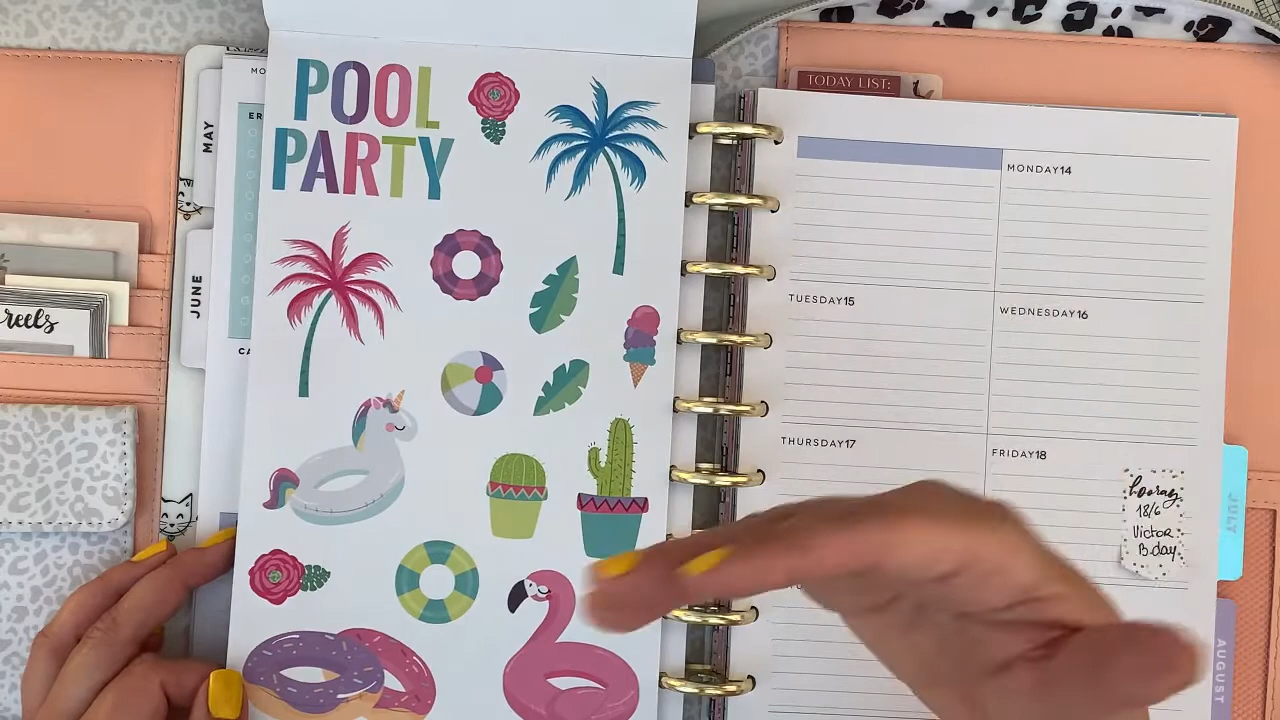 POOL
PARTY
TODAY LIST:
MAY
JUNE
reels
MONDAY14
TUESDAY15
WEDNESDAY16
THURSDAY17
FRIDAY18
hooray
18/6
Victor
B.day
JULY
AUGUST